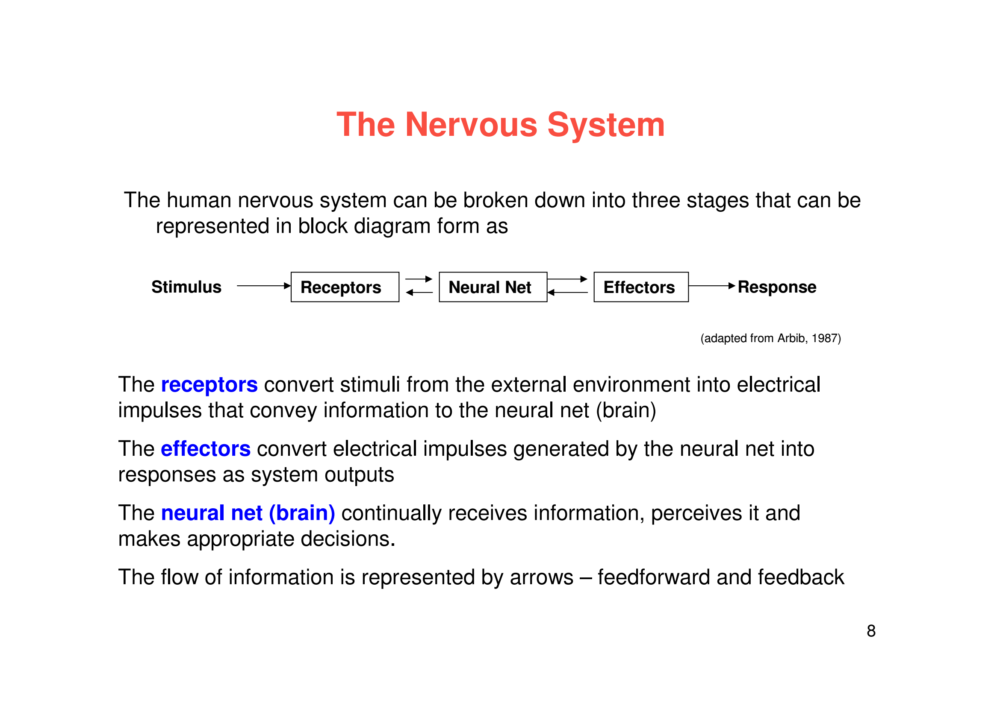 The Nervous System
The human nervous system can be broken down into three stages that can be
represented in block diagram form as
Stimulus Receptors Neural Net Effectors Response
(adapted from Arbib, 1987)
The receptors convert stimuli from the external environment into electrical
impulses that convey information to the neural net (brain)
The effectors convert electrical impulses generated by the neural net into
responses as system outputs
The neural net (brain) continually receives information, perceives it and
makes appropriate decisions.
The flow of information is represented by arrows – feedforward and feedback
8